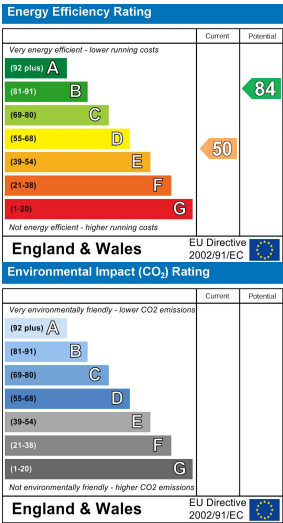 Energy Efficiency Rating
Current Potential
Very energy efficient - lower running costs
(92 plus) A
(81-91) B
(69-80) C
(55-68) D
(39-54) E
(21-38) F
(1-20) G
84
50
Not energy efficient - higher running costs
England & Wales
EU Directive
2002/91/EC
Environmental Impact (CO₂) Rating
Current Potential
Very environmentally friendly - lower CO2 emissions
(92 plus) A
(81-91) B
(69-80) C
(55-68) D
(39-54) E
(21-38) F
(1-20) G
Not environmentally friendly - higher CO2 emissions
England & Wales
EU Directive
2002/91/EC